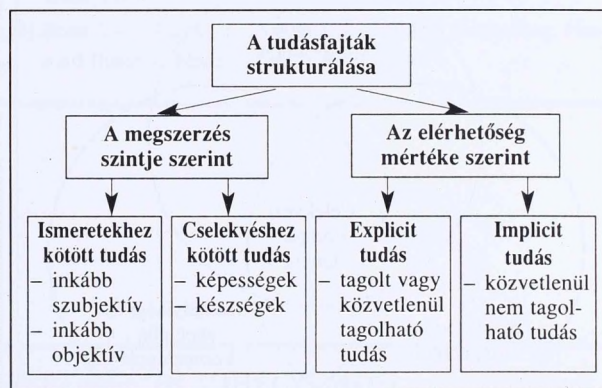 A tudásfajták
strukturálása
A megszerzés
szintje szerint
Az elérhetőség
mértéke szerint
Ismeretekhez
kötött tudás
– inkább
szubjektív
– inkább
objektív
Cselekvéshez
kötött tudás
– képességek
– készségek
Explicit
tudás
– tagolt vagy
közvetlenül
tagolható
tudás
Implicit
tudás
– közvetlenül
nem tagol-
ható tudás